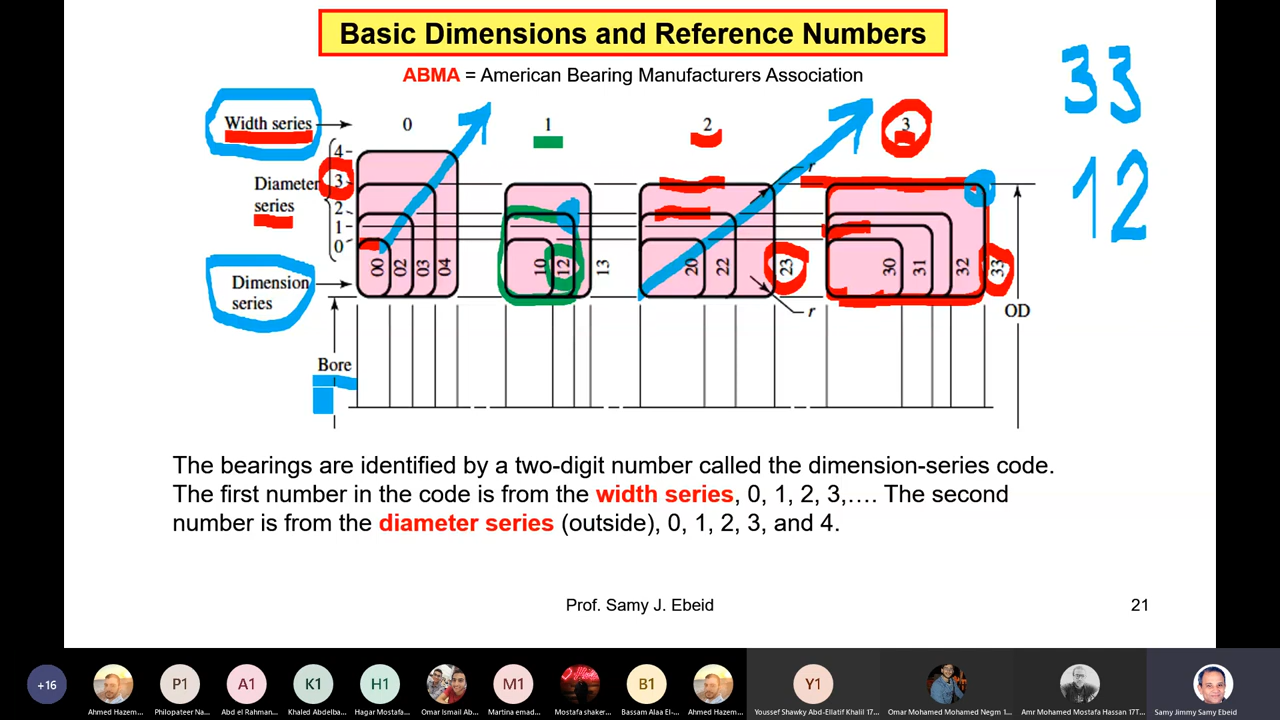 Basic Dimensions and Reference Numbers
ABMA = American Bearing Manufacturers Association
33
12
Width series
0 1 2 3
4
3
2
1
0
Diameter
series
r
00 02 03 04 10 12 13 20 22 23 30 31 32 33
Dimension
series
r
OD
Bore
The bearings are identified by a two-digit number called the dimension-series code.
The first number in the code is from the width series, 0, 1, 2, 3,…. The second
number is from the diameter series (outside), 0, 1, 2, 3, and 4.
Prof. Samy J. Ebeid
21
+16 P1 A1 K1 H1 M1 B1 Y1
Ahmed Hazem... Philopateer Na... Abd el Rahman... Khaled Abdelba... Hagar Mostafa... Omar Ismail Ab... Martina emad... Mostafa shaker... Bassam Alaa El-... Ahmed Hazem... Youssef Shawky Abd-Ellatif Khalil 17... Omar Mohamed Mohamed Negm 1... Amr Mohamed Mostafa Hassan 17T... Samy Jimmy Samy Ebeid